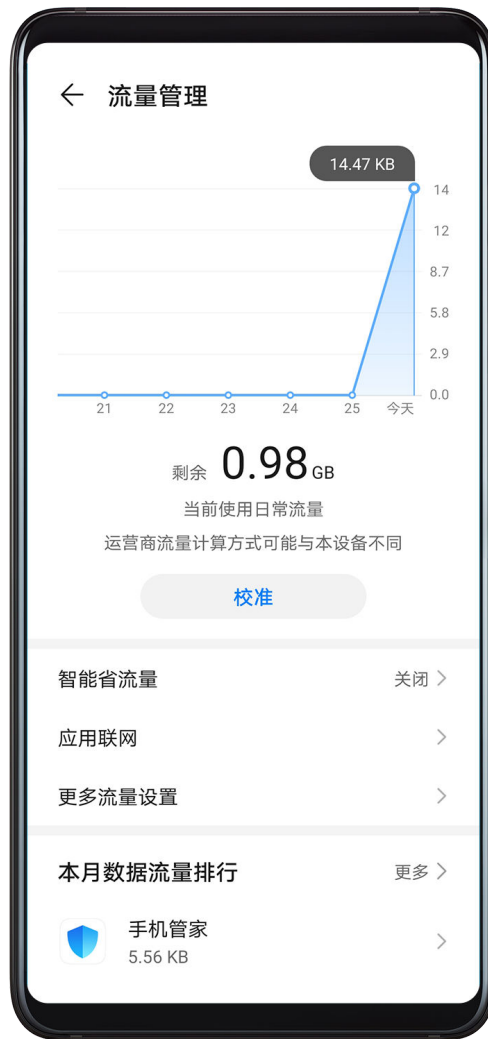 流量管理
14.47 KB
14
12
8.7
5.8
2.9
0.0
21 22 23 24 25 今天
剩余 0.98 GB
当前使用日常流量
运营商流量计算方式可能与本设备不同
校准
智能省流量 关闭
应用联网
更多流量设置
本月数据流量排行 更多
手机管家
5.56 KB